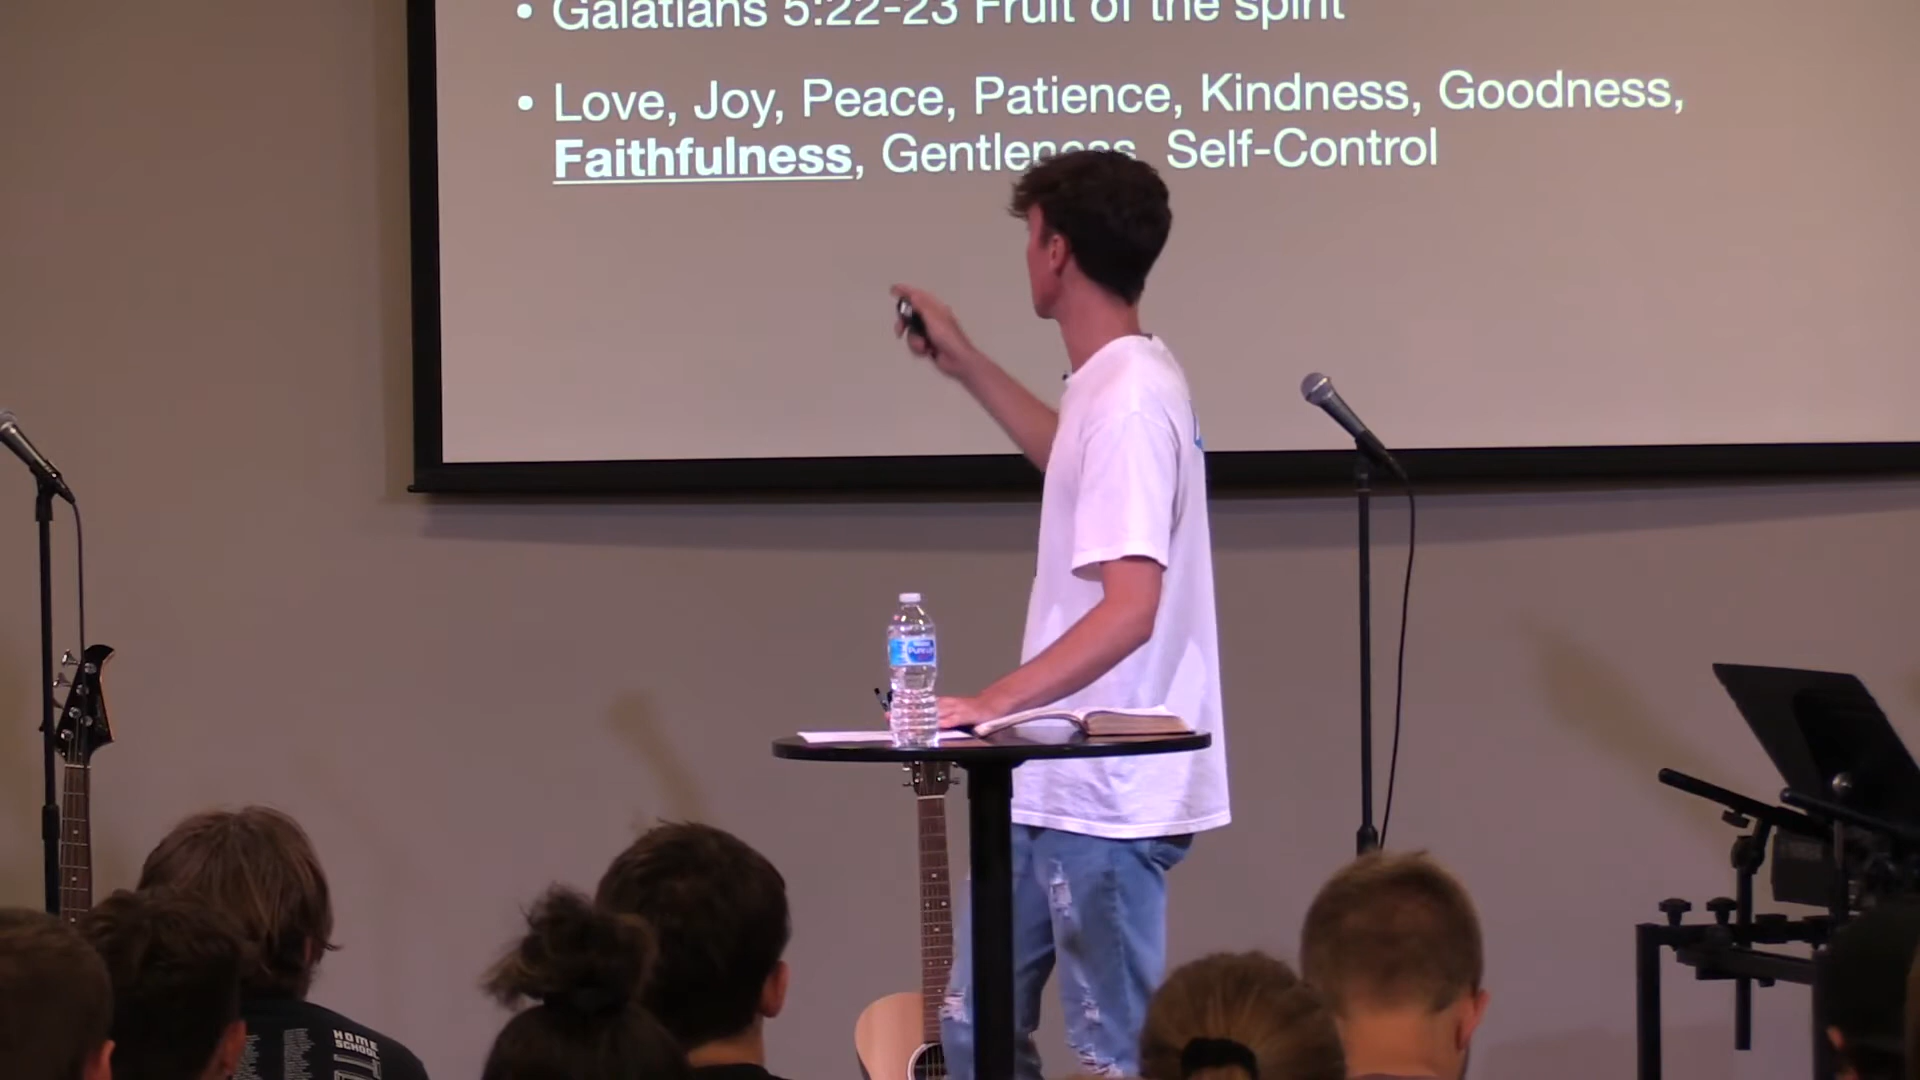 • Galatians 5:22-23 Fruit of the spirit
• Love, Joy, Peace, Patience, Kindness, Goodness,
Faithfulness, Gentleness, Self-Control
HOME
SCHOOL